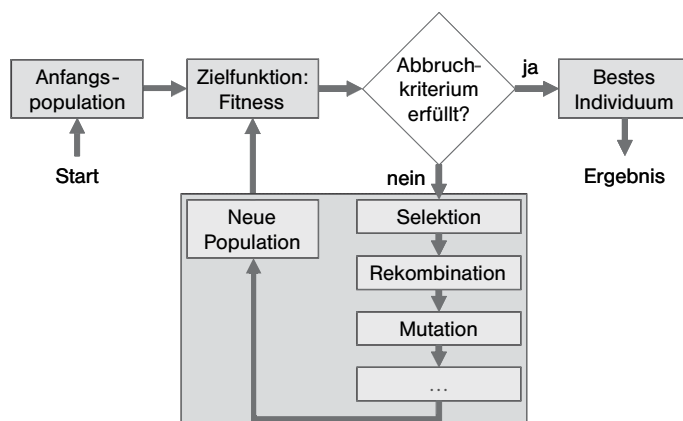 Anfangs-
population
Start
Zielfunktion:
Fitness
Abbruch-
kriterium
erfüllt?
ja
Bestes
Individuum
Ergebnis
nein
Selektion
Rekombination
Mutation
...
Neue
Population